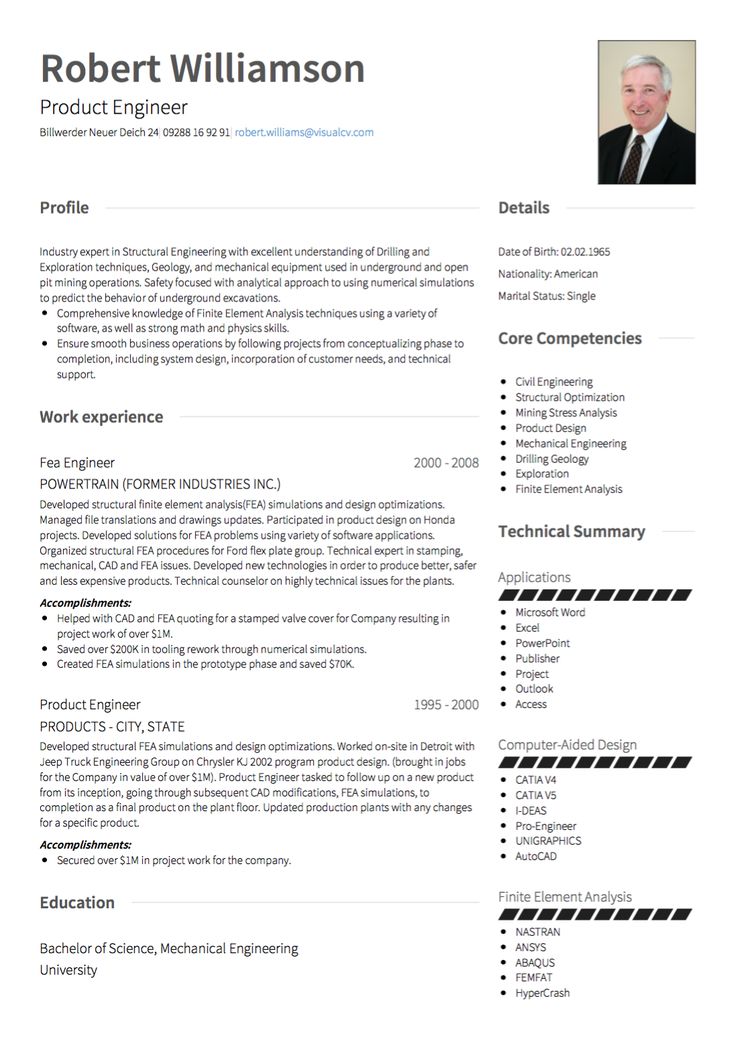 Robert Williamson
Product Engineer
Billwerder Neuer Deich 24| 09288 16 92 91| robert.williams@visualcv.com
Profile
Industry expert in Structural Engineering with excellent understanding of Drilling and
Exploration techniques, Geology, and mechanical equipment used in underground and open
pit mining operations. Safety focused with analytical approach to using numerical simulations
to predict the behavior of underground excavations.
• Comprehensive knowledge of Finite Element Analysis techniques using a variety of
software, as well as strong math and physics skills.
• Ensure smooth business operations by following projects from conceptualizing phase to
completion, including system design, incorporation of customer needs, and technical
support.
Work experience
Fea Engineer 2000 - 2008
POWERTRAIN (FORMER INDUSTRIES INC.)
Developed structural finite element analysis(FEA) simulations and design optimizations.
Managed file translations and drawings updates. Participated in product design on Honda
projects. Developed solutions for FEA problems using variety of software applications.
Organized structural FEA procedures for Ford flex plate group. Technical expert in stamping,
mechanical, CAD and FEA issues. Developed new technologies in order to produce better, safer
and less expensive products. Technical counselor on highly technical issues for the plants.
Accomplishments:
• Helped with CAD and FEA quoting for a stamped valve cover for Company resulting in
project work of over $1M.
• Saved over $200K in tooling rework through numerical simulations.
• Created FEA simulations in the prototype phase and saved $70K.
Product Engineer 1995 - 2000
PRODUCTS - CITY, STATE
Developed structural FEA simulations and design optimizations. Worked on-site in Detroit with
Jeep Truck Engineering Group on Chrysler KJ 2002 program product design. (brought in jobs
for the Company in value of over $1M). Product Engineer tasked to follow up on a new product
from its inception, going through subsequent CAD modifications, FEA simulations, to
completion as a final product on the plant floor. Updated production plants with any changes
for a specific product.
Accomplishments:
• Secured over $1M in project work for the company.
Education
Bachelor of Science, Mechanical Engineering
University
Details
Date of Birth: 02.02.1965
Nationality: American
Marital Status: Single
Core Competencies
• Civil Engineering
• Structural Optimization
• Mining Stress Analysis
• Product Design
• Mechanical Engineering
• Drilling Geology
• Exploration
• Finite Element Analysis
Technical Summary
Applications
• Microsoft Word
• Excel
• PowerPoint
• Publisher
• Project
• Outlook
• Access
Computer-Aided Design
• CATIA V4
• CATIA V5
• I-DEAS
• Pro-Engineer
• UNIGRAPHICS
• AutoCAD
Finite Element Analysis
• NASTRAN
• ANSYS
• ABAQUS
• FEMFAT
• HyperCrash